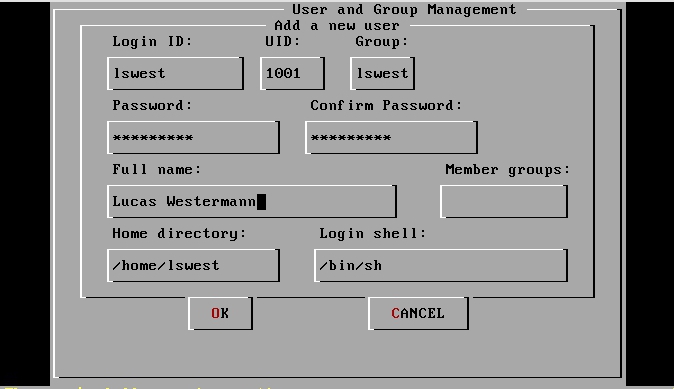 User and Group Management
Add a new user
Login ID: UID: Group:
lswest 1001 lswest
Password: Confirm Password:
********* *********
Full name: Member groups:
Lucas Westermann
Home directory: Login shell:
/home/lswest /bin/sh
OK CANCEL